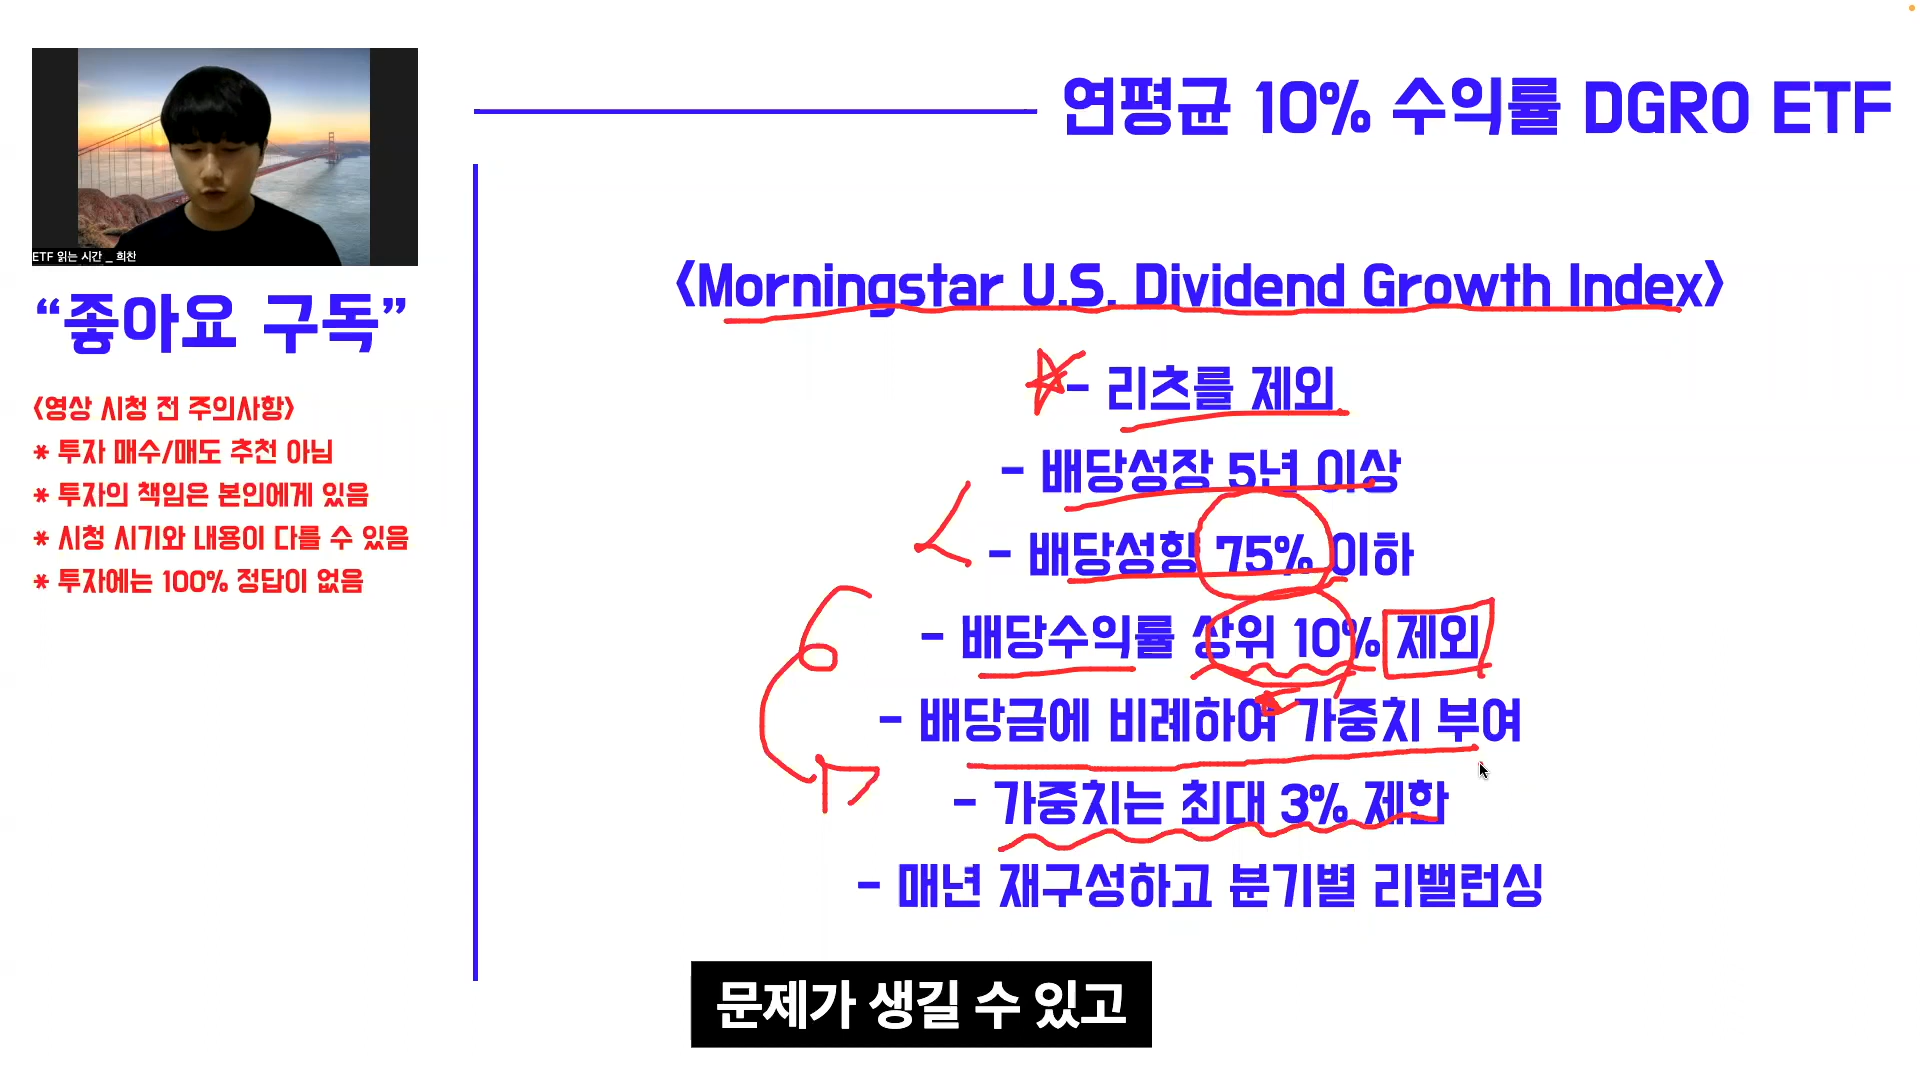 연평균 10% 수익률 DGRO ETF
ETF 읽는 시간 _ 희찬
“좋아요 구독”
<영상 시청 전 주의사항>
* 투자 매수/매도 추천 아님
* 투자의 책임은 본인에게 있음
* 시청 시기와 내용이 다를 수 있음
* 투자에는 100% 정답이 없음
<Morningstar U.S. Dividend Growth Index>
- 리츠를 제외
- 배당성장 5년 이상
- 배당성향 75% 이하
- 배당수익률 상위 10% 제외
- 배당금에 비례하여 가중치 부여
- 가중치는 최대 3% 제한
- 매년 재구성하고 분기별 리밸런싱
문제가 생길 수 있고